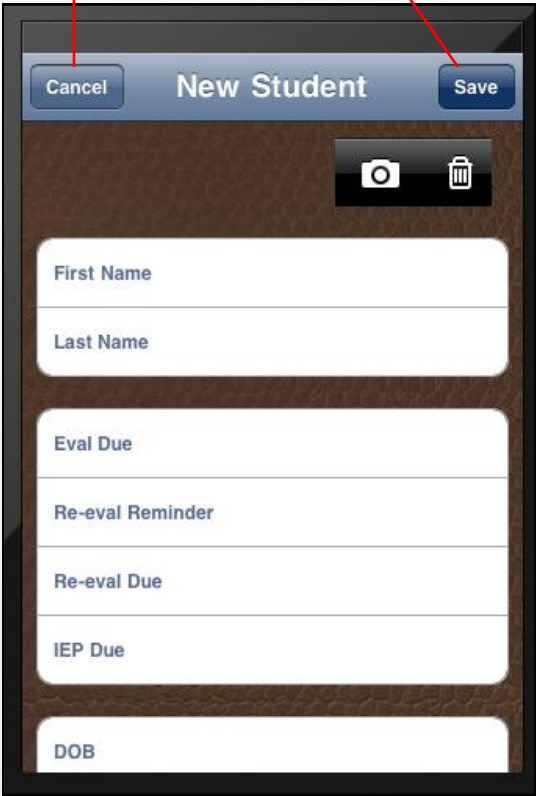 Cancel New Student Save
First Name
Last Name
Eval Due
Re-eval Reminder
Re-eval Due
IEP Due
DOB